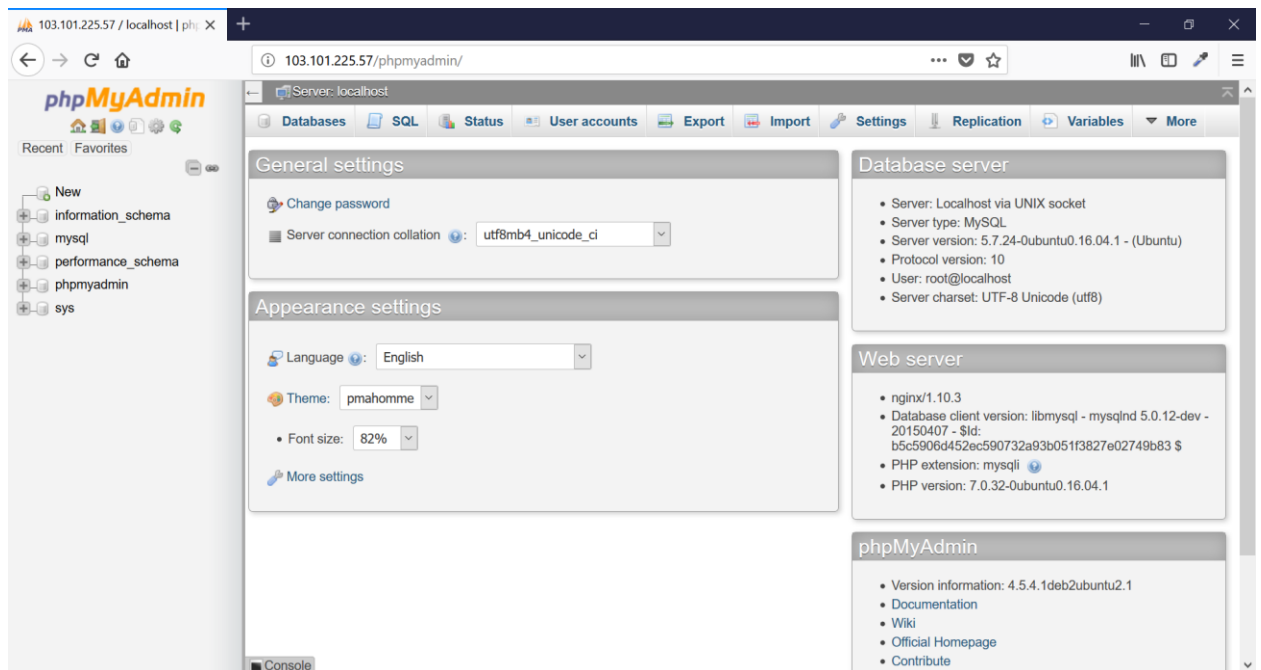 103.101.225.57 / localhost | ph
103.101.225.57/phpmyadmin/
phpMyAdmin
Recent Favorites
New
information_schema
mysql
performance_schema
phpmyadmin
sys
Server: localhost
Databases SQL Status User accounts Export Import Settings Replication Variables More
General settings
Change password
Server connection collation : utf8mb4_unicode_ci
Appearance settings
Language : English
Theme: pmahomme
Font size: 82%
More settings
Database server
Server: Localhost via UNIX socket
Server type: MySQL
Server version: 5.7.24-0ubuntu0.16.04.1 - (Ubuntu)
Protocol version: 10
User: root@localhost
Server charset: UTF-8 Unicode (utf8)
Web server
nginx/1.10.3
Database client version: libmysql - mysqlnd 5.0.12-dev -
20150407 - $Id:
b5c5906d452ec590732a93b051f3827e02749b83 $
PHP extension: mysqli
PHP version: 7.0.32-0ubuntu0.16.04.1
phpMyAdmin
Version information: 4.5.4.1deb2ubuntu2.1
Documentation
Wiki
Official Homepage
Contribute
Console